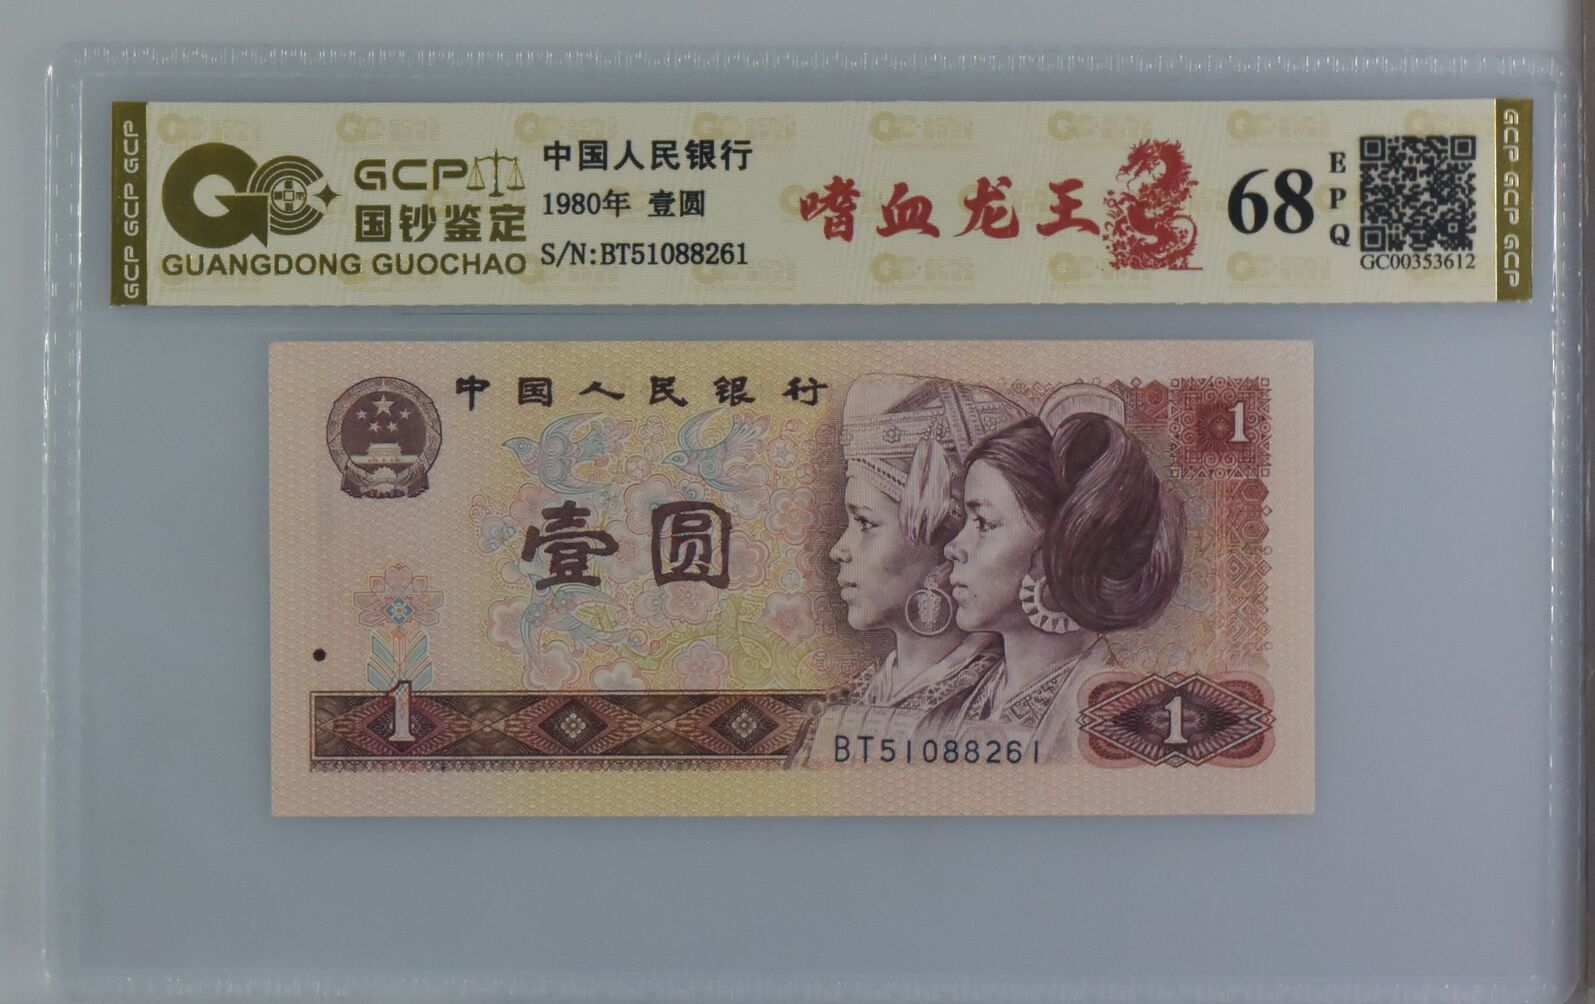 GCP GCP GCP
GCP
国钞鉴定
GUANGDONG GUOCHAO
中国人民银行
1980年 壹圆
S/N:BT51088261
嗜血龙王
68
EPQ
GC00353612
GCP GCP GCP
中国人民银行
1
壹圆
1
BT51088261
1